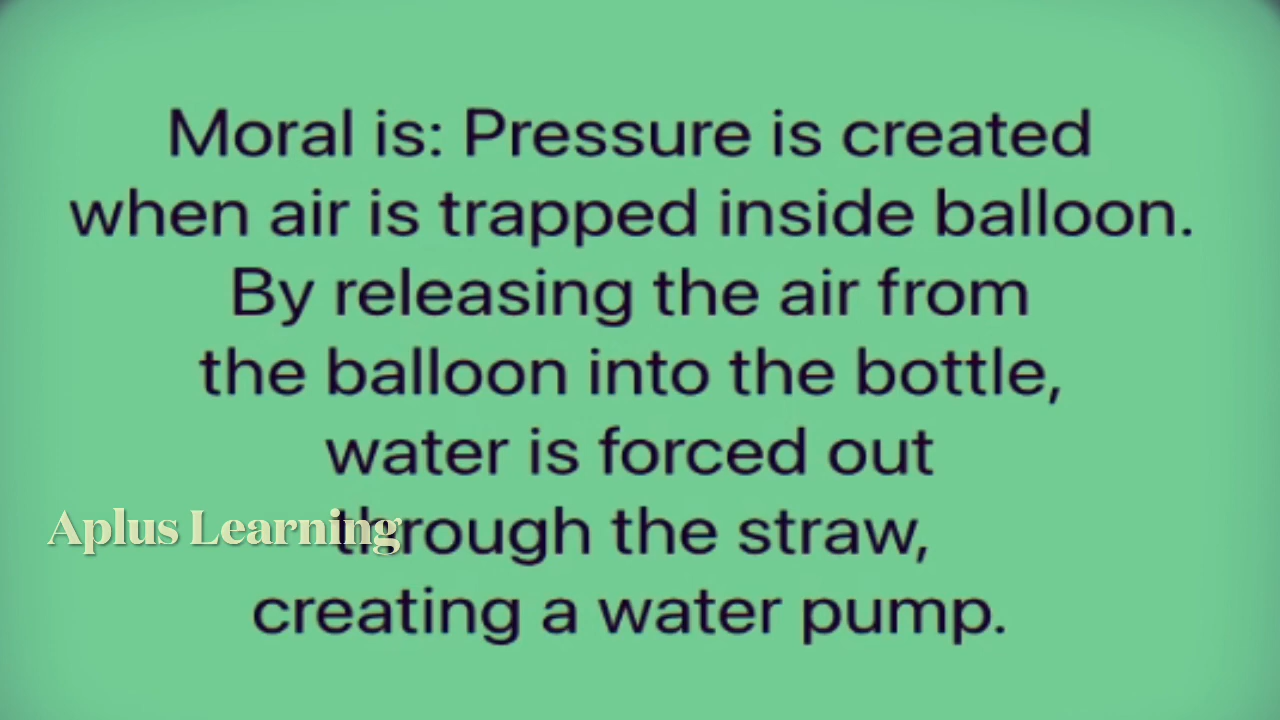 Moral is: Pressure is created
when air is trapped inside balloon.
By releasing the air from
the balloon into the bottle,
water is forced out
through the straw,
creating a water pump.
Aplus Learning